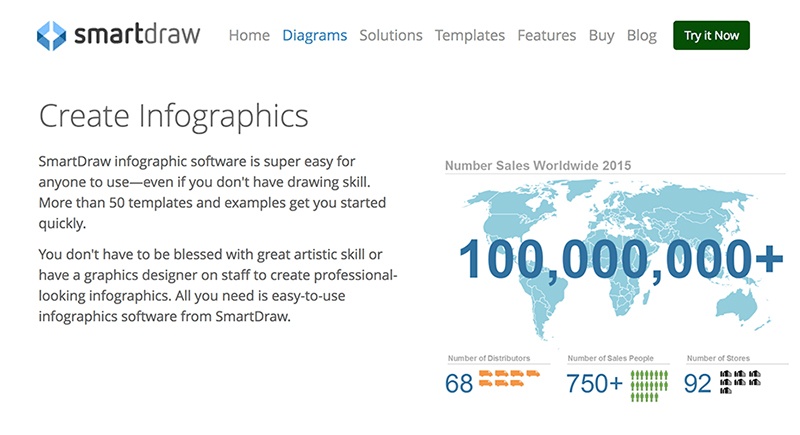 smartdraw Home Diagrams Solutions Templates Features Buy Blog Try it Now
Create Infographics
SmartDraw infographic software is super easy for
anyone to use—even if you don't have drawing skill.
More than 50 templates and examples get you started
quickly.
You don't have to be blessed with great artistic skill or
have a graphics designer on staff to create professional-
looking infographics. All you need is easy-to-use
infographics software from SmartDraw.
Number Sales Worldwide 2015
100,000,000+
Number of Distributors Number of Sales People Number of Stores
68 750+ 92